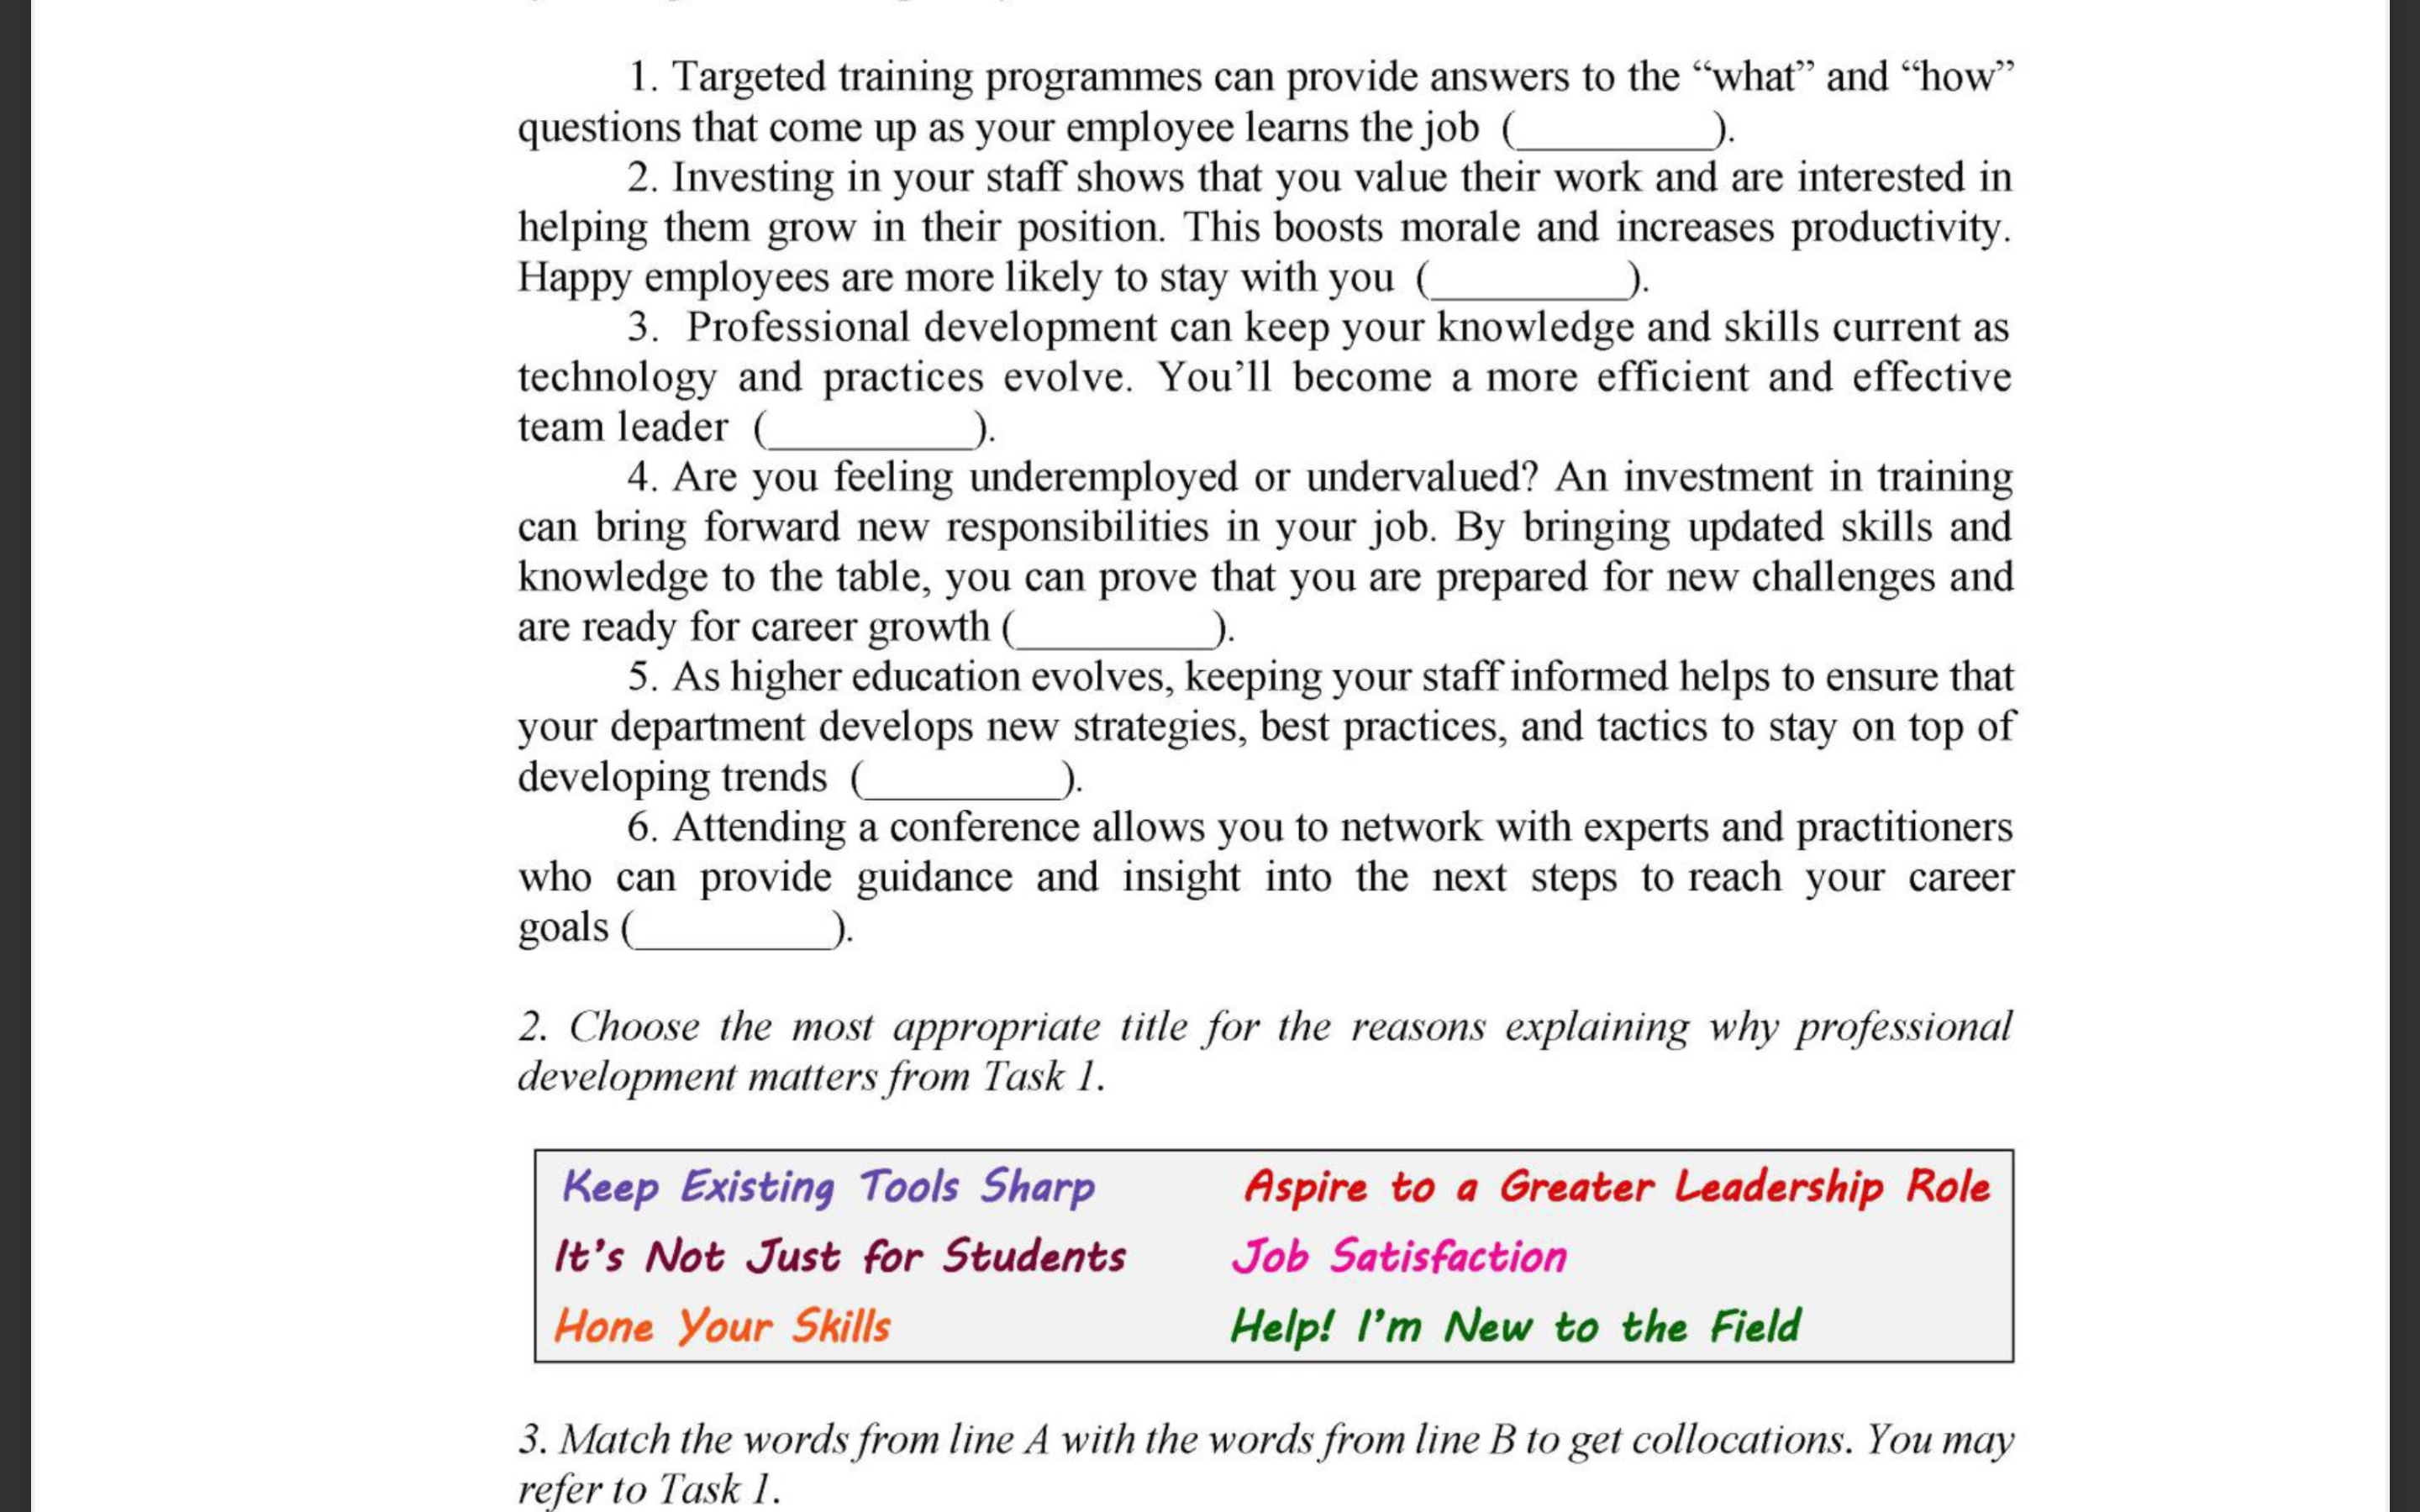 1. Targeted training programmes can provide answers to the “what” and “how”
questions that come up as your employee learns the job (_________).
2. Investing in your staff shows that you value their work and are interested in
helping them grow in their position. This boosts morale and increases productivity.
Happy employees are more likely to stay with you (_________).
3. Professional development can keep your knowledge and skills current as
technology and practices evolve. You’ll become a more efficient and effective
team leader (_________).
4. Are you feeling underemployed or undervalued? An investment in training
can bring forward new responsibilities in your job. By bringing updated skills and
knowledge to the table, you can prove that you are prepared for new challenges and
are ready for career growth (_________).
5. As higher education evolves, keeping your staff informed helps to ensure that
your department develops new strategies, best practices, and tactics to stay on top of
developing trends (_________).
6. Attending a conference allows you to network with experts and practitioners
who can provide guidance and insight into the next steps to reach your career
goals (_________).
2. Choose the most appropriate title for the reasons explaining why professional
development matters from Task 1.
Keep Existing Tools Sharp Aspire to a Greater Leadership Role
It’s Not Just for Students Job Satisfaction
Hone Your Skills Help! I’m New to the Field
3. Match the words from line A with the words from line B to get collocations. You may
refer to Task 1.